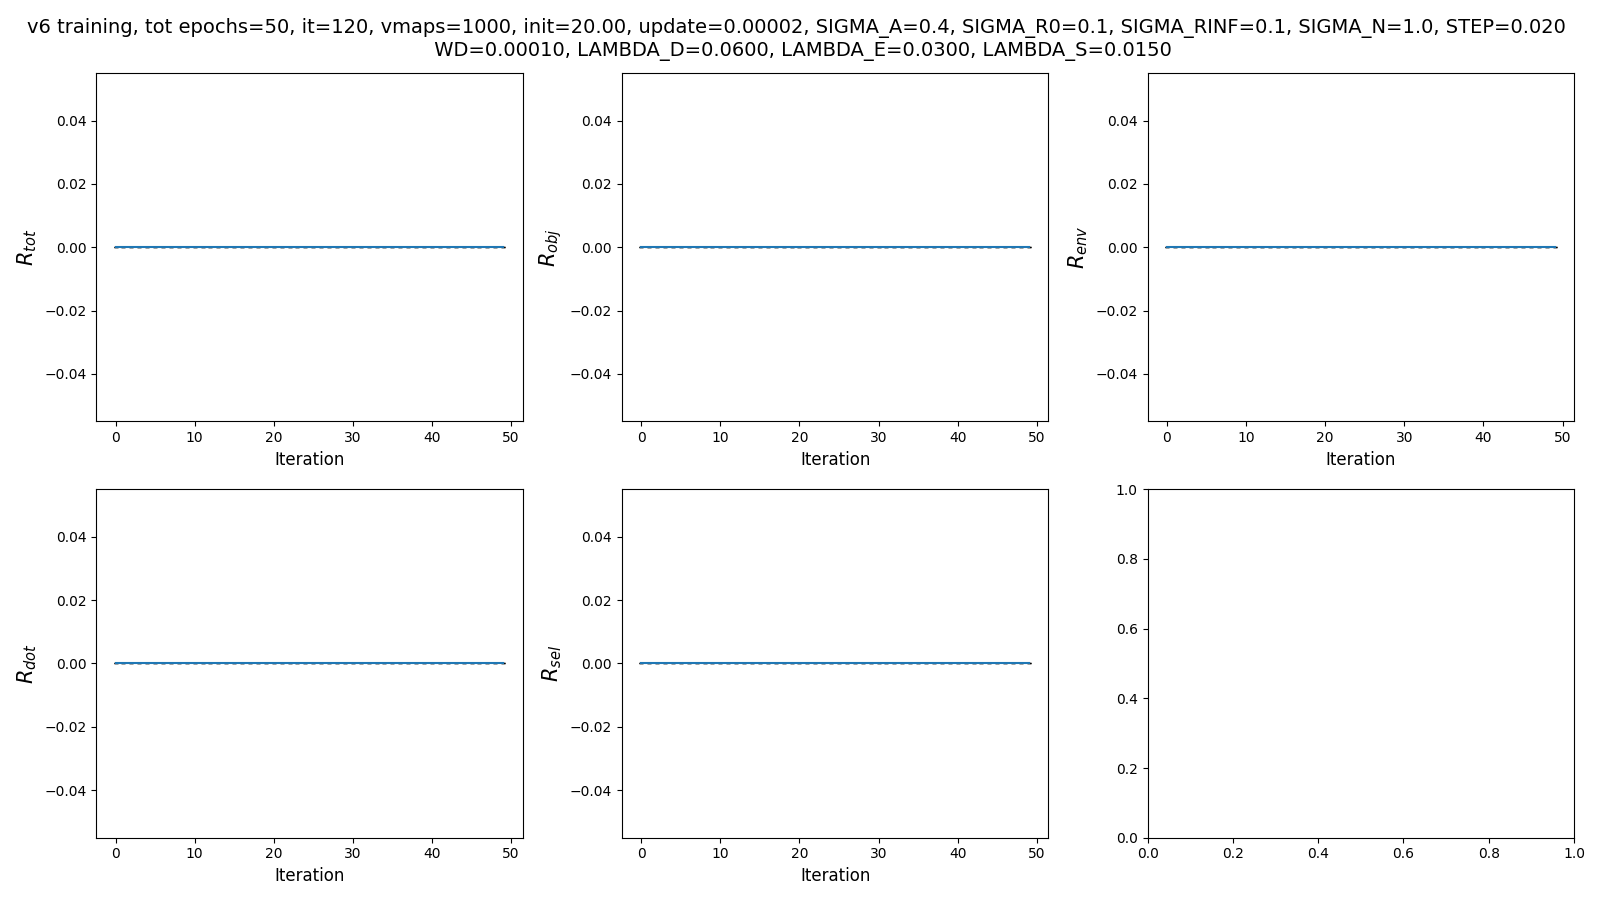 v6 training, tot epochs=50, it=120, vmaps=1000, init=20.00, update=0.00002, SIGMA_A=0.4, SIGMA_R0=0.1, SIGMA_RINF=0.1, SIGMA_N=1.0, STEP=0.020
WD=0.00010, LAMBDA_D=0.0600, LAMBDA_E=0.0300, LAMBDA_S=0.0150
R_tot
0.04
0.02
0.00
−0.02
−0.04
0 10 20 30 40 50
Iteration
R_obj
0.04
0.02
0.00
−0.02
−0.04
0 10 20 30 40 50
Iteration
R_env
0.04
0.02
0.00
−0.02
−0.04
0 10 20 30 40 50
Iteration
R_dot
0.04
0.02
0.00
−0.02
−0.04
0 10 20 30 40 50
Iteration
R_sel
0.04
0.02
0.00
−0.02
−0.04
0 10 20 30 40 50
Iteration
1.0
0.8
0.6
0.4
0.2
0.0
0.0 0.2 0.4 0.6 0.8 1.0